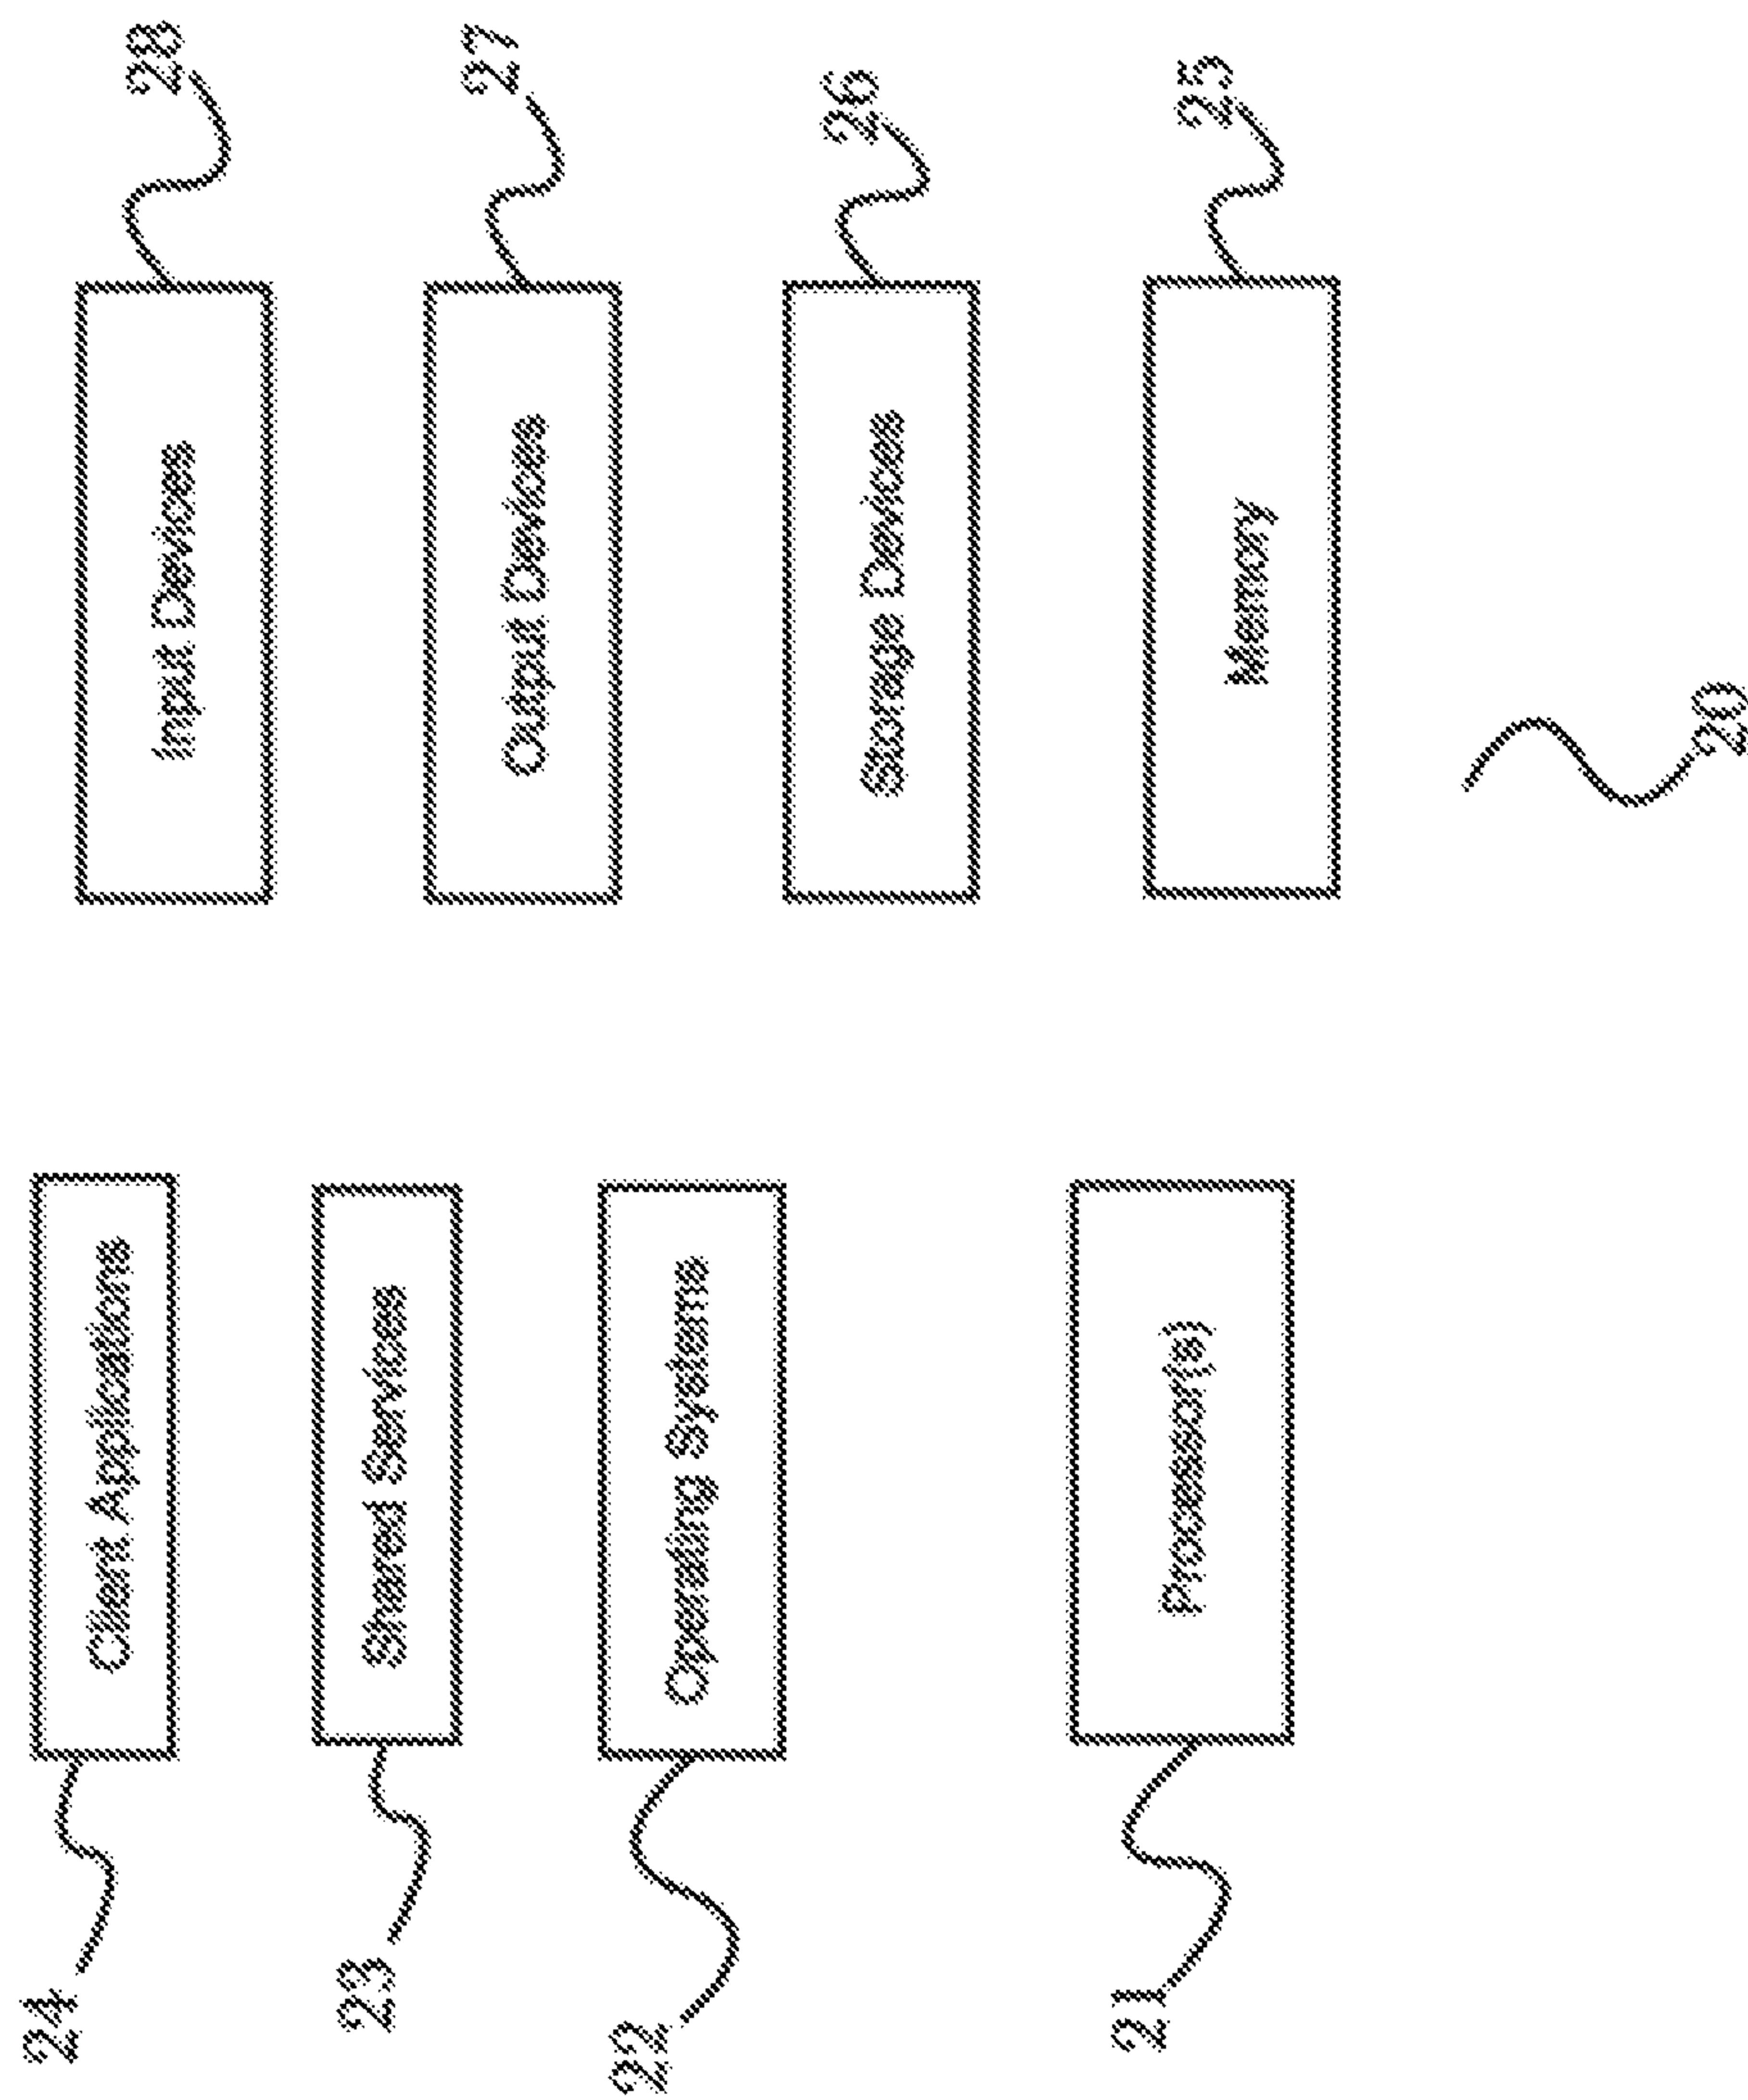 24
Client Applications
Input Devices
28
23
Shared Services
Output Devices
27
22
Operating Systems
Storage Devices
26
21
Processor(s)
Memory
25
20